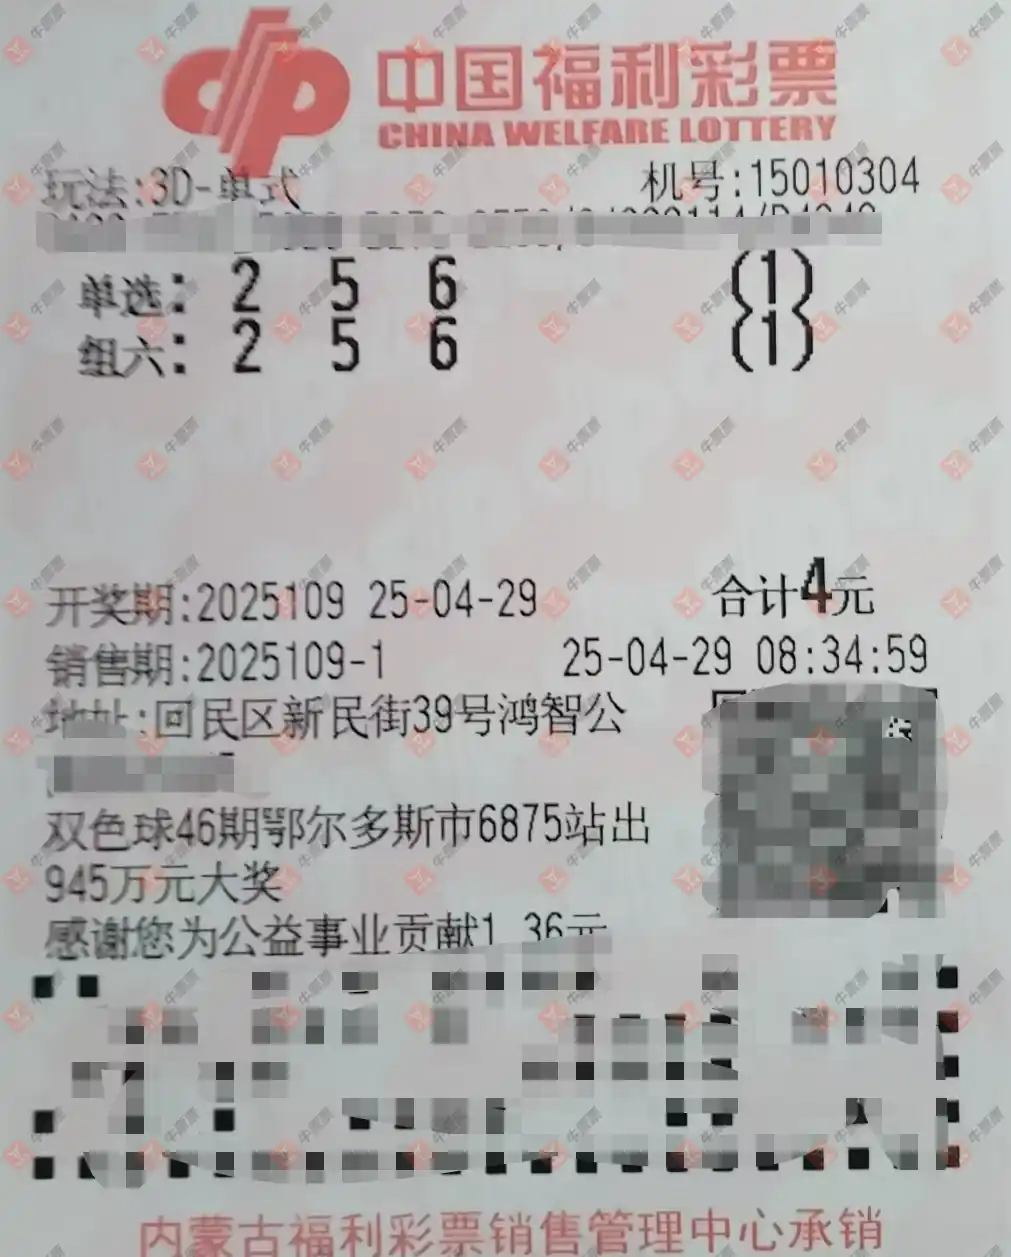 中国福利彩票
CHINA WELFARE LOTTERY
玩法:3D-单式
机号:15010304
单选: 2 5 6 (1)
组六: 2 5 6 (1)
开奖期:2025109 25-04-29 合计4元
销售期:2025109-1 25-04-29 08:34:59
地址:回民区新民街39号鸿智公
双色球46期鄂尔多斯市6875站出
945万元大奖
感谢您为公益事业贡献1.36元
内蒙古福利彩票销售管理中心承销